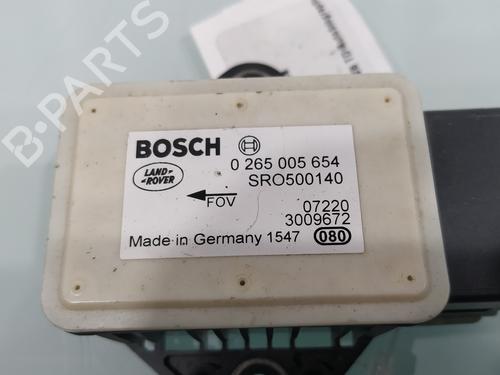 B-PARTS
BOSCH
0 265 005 654
LAND-
-ROVER
SRO500140
FOV
07220
3009672
Made in Germany 1547
080